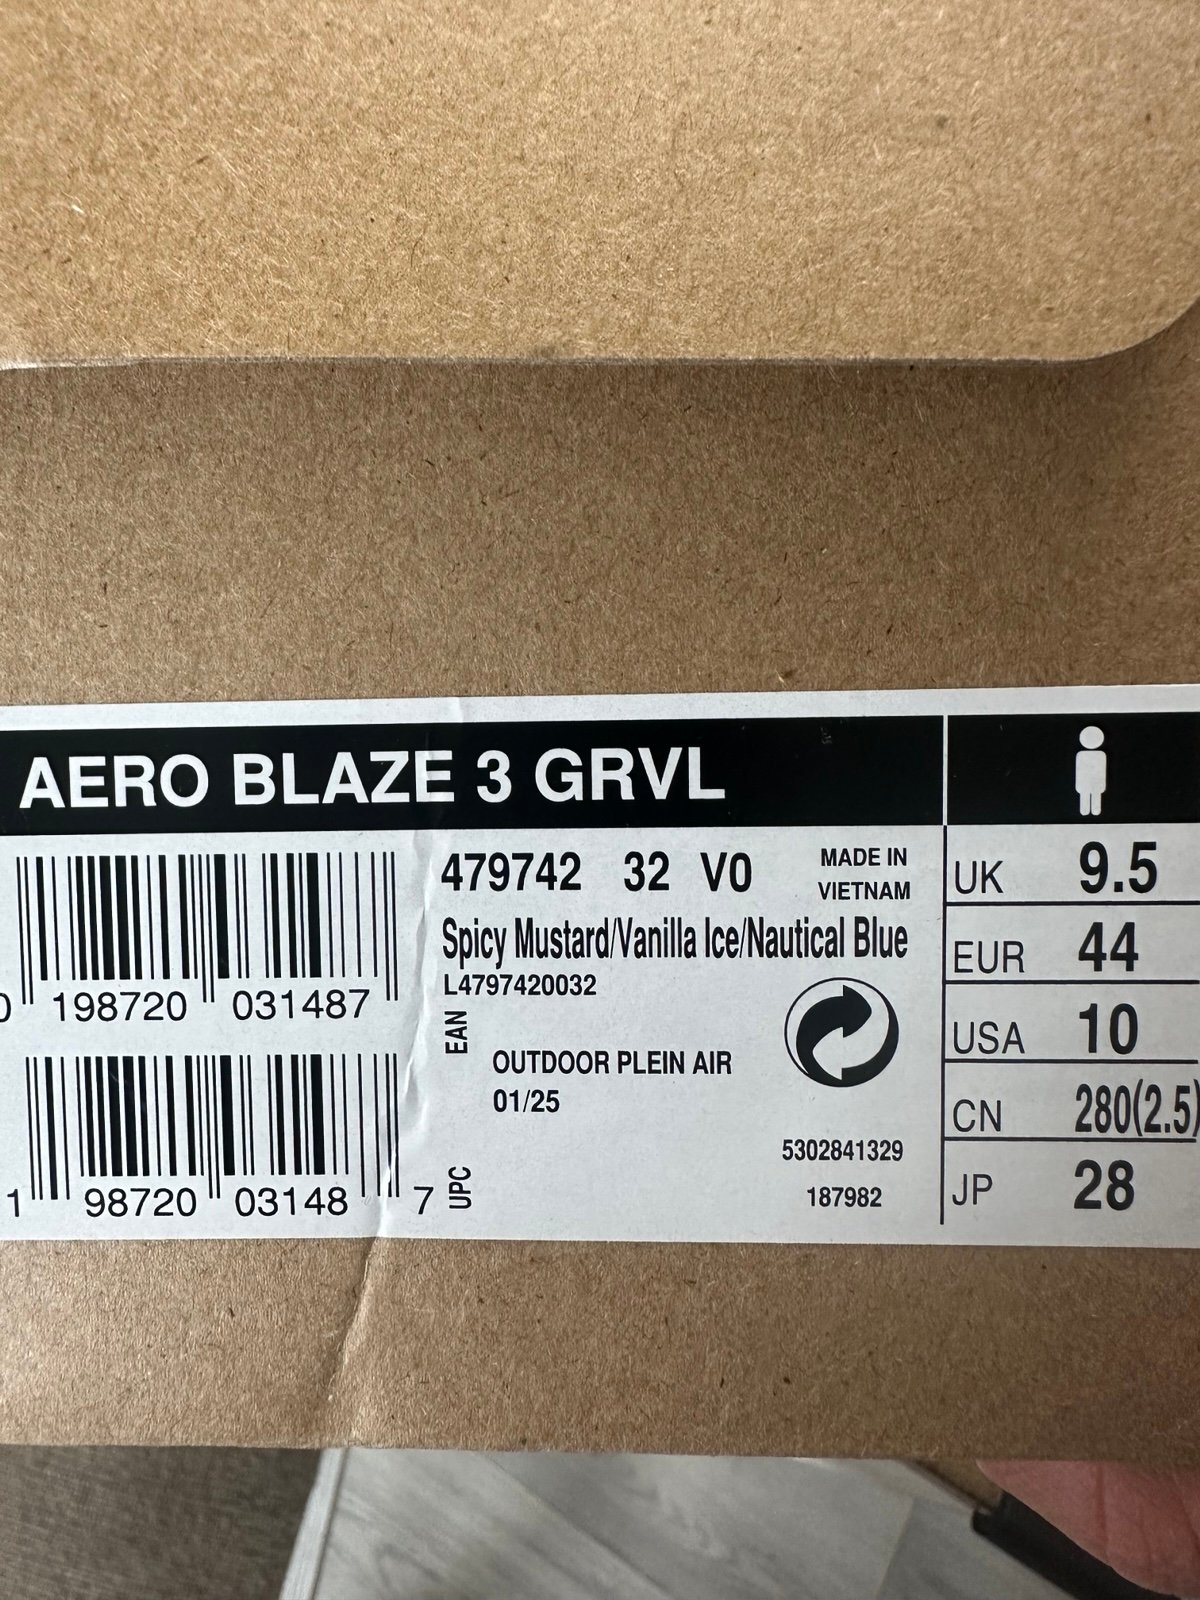 AERO BLAZE 3 GRVL
0 198720 031487
1 98720 03148 7
EAN
UPC
479742 32 V0
MADE IN
VIETNAM
Spicy Mustard/Vanilla Ice/Nautical Blue
L4797420032
OUTDOOR PLEIN AIR
01/25
5302841329
187982
UK 9.5
EUR 44
USA 10
CN 280(2.5)
JP 28